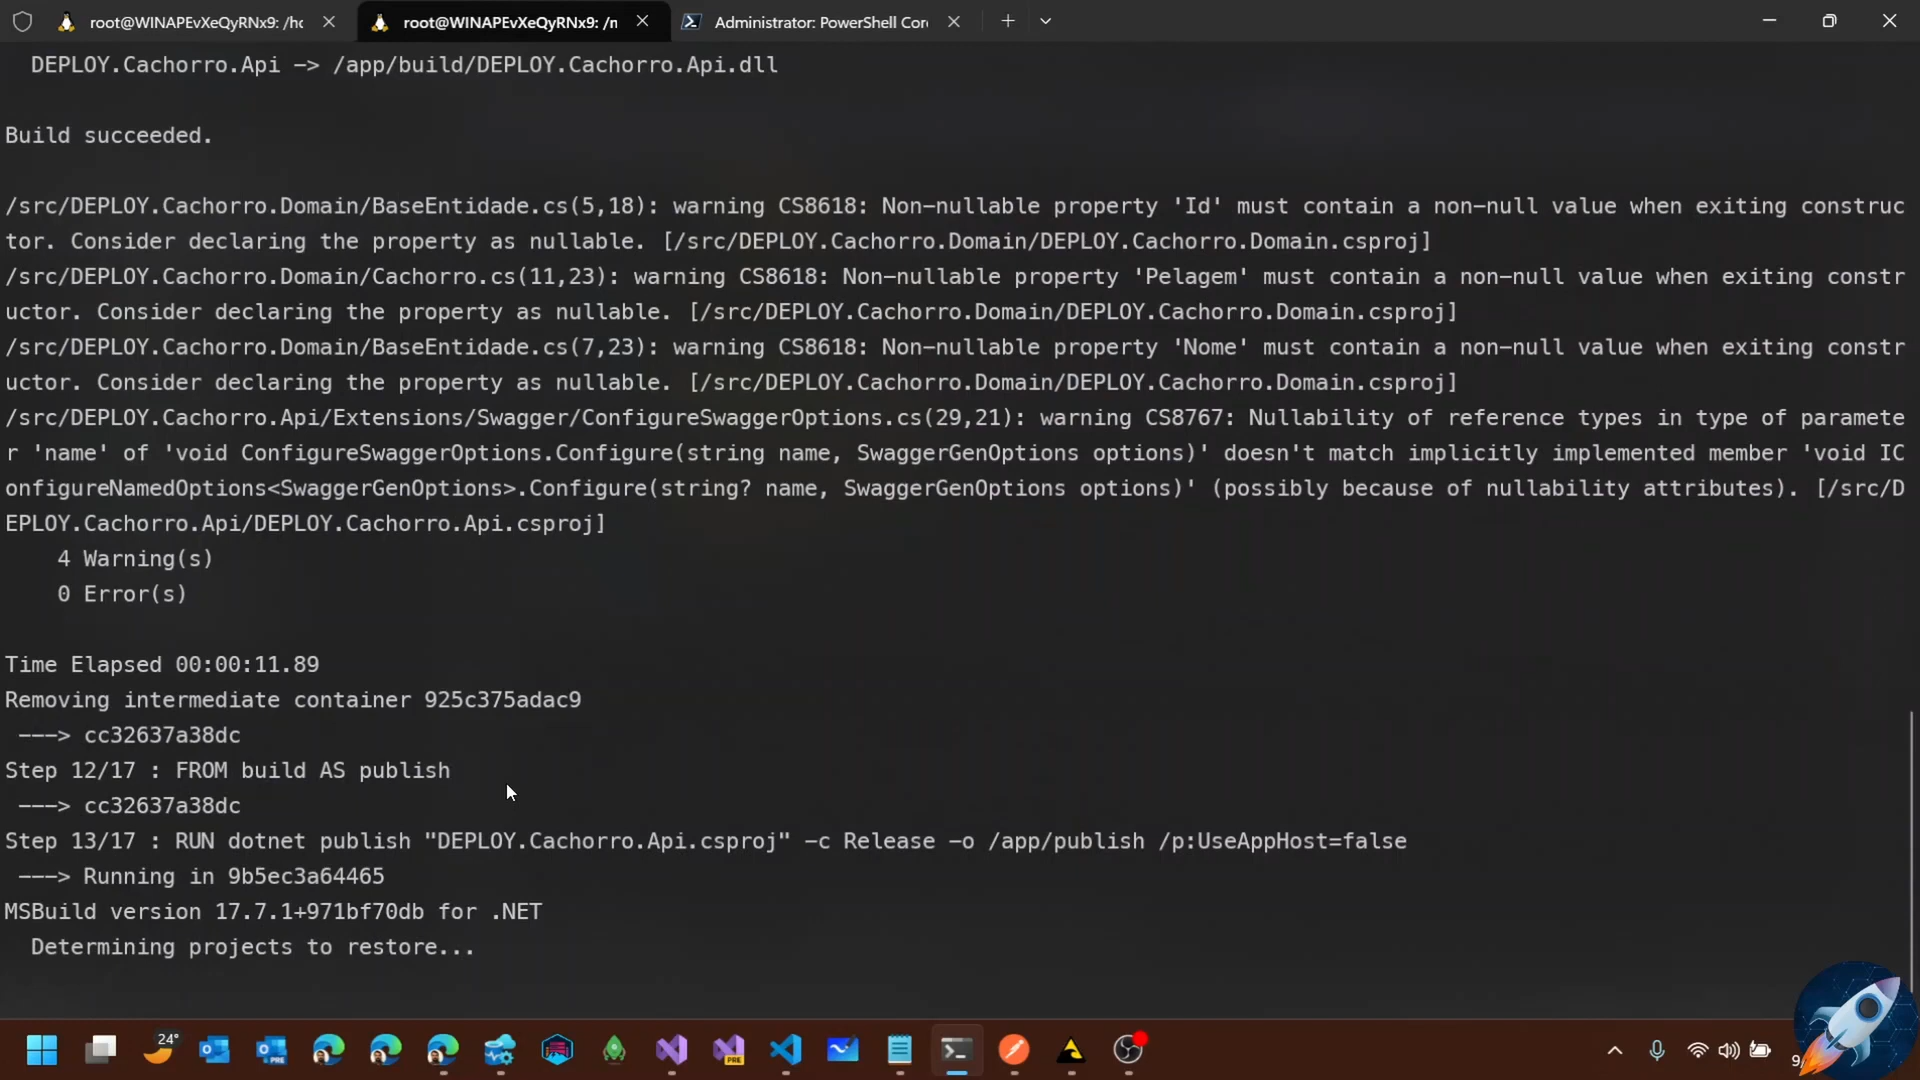 root@WINAPEvXeQyRNx9: /hc
root@WINAPEvXeQyRNx9: /n
Administrator: PowerShell Cor
DEPLOY.Cachorro.Api -> /app/build/DEPLOY.Cachorro.Api.dll
Build succeeded.
/src/DEPLOY.Cachorro.Domain/BaseEntidade.cs(5,18): warning CS8618: Non-nullable property 'Id' must contain a non-null value when exiting construc
tor. Consider declaring the property as nullable. [/src/DEPLOY.Cachorro.Domain/DEPLOY.Cachorro.Domain.csproj]
/src/DEPLOY.Cachorro.Domain/Cachorro.cs(11,23): warning CS8618: Non-nullable property 'Pelagem' must contain a non-null value when exiting constr
uctor. Consider declaring the property as nullable. [/src/DEPLOY.Cachorro.Domain/DEPLOY.Cachorro.Domain.csproj]
/src/DEPLOY.Cachorro.Domain/BaseEntidade.cs(7,23): warning CS8618: Non-nullable property 'Nome' must contain a non-null value when exiting constr
uctor. Consider declaring the property as nullable. [/src/DEPLOY.Cachorro.Domain/DEPLOY.Cachorro.Domain.csproj]
/src/DEPLOY.Cachorro.Api/Extensions/Swagger/ConfigureSwaggerOptions.cs(29,21): warning CS8767: Nullability of reference types in type of paramete
r 'name' of 'void ConfigureSwaggerOptions.Configure(string name, SwaggerGenOptions options)' doesn't match implicitly implemented member 'void IC
onfigureNamedOptions<SwaggerGenOptions>.Configure(string? name, SwaggerGenOptions options)' (possibly because of nullability attributes). [/src/D
EPLOY.Cachorro.Api/DEPLOY.Cachorro.Api.csproj]
4 Warning(s)
0 Error(s)
Time Elapsed 00:00:11.89
Removing intermediate container 925c375adac9
---> cc32637a38dc
Step 12/17 : FROM build AS publish
---> cc32637a38dc
Step 13/17 : RUN dotnet publish "DEPLOY.Cachorro.Api.csproj" -c Release -o /app/publish /p:UseAppHost=false
---> Running in 9b5ec3a64465
MSBuild version 17.7.1+971bf70db for .NET
Determining projects to restore...
24°
PRE
PRE